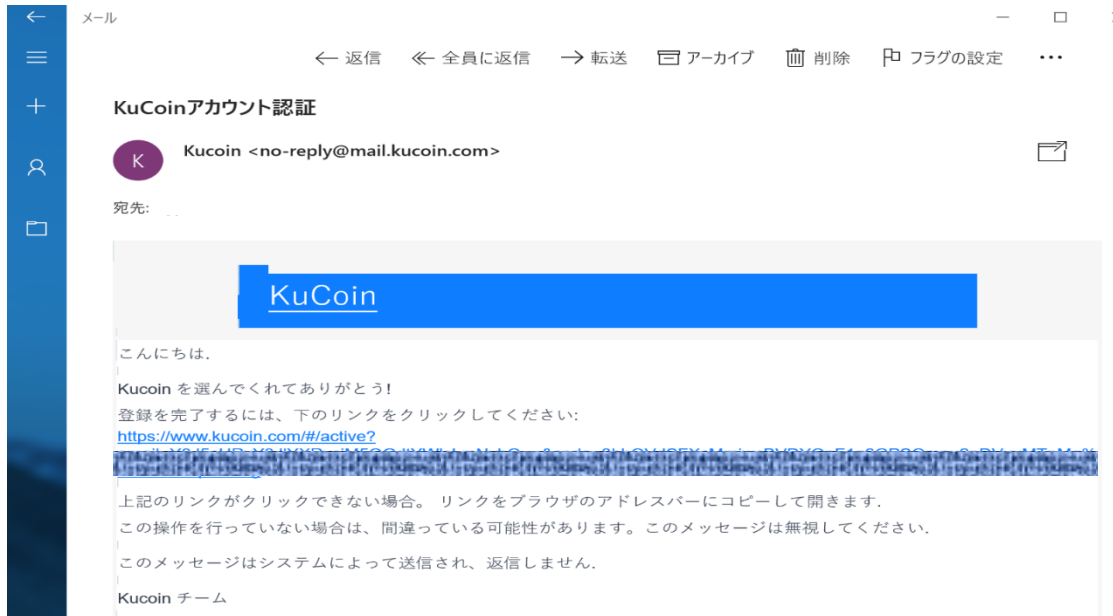 メール
返信 全員に返信 転送 アーカイブ 削除 フラグの設定 ...
KuCoinアカウント認証
K
Kucoin <no-reply@mail.kucoin.com>
宛先:
KuCoin
こんにちは.
Kucoin を選んでくれてありがとう!
登録を完了するには、下のリンクをクリックしてください:
https://www.kucoin.com/#/active?
上記のリンクがクリックできない場合。 リンクをブラウザのアドレスバーにコピーして開きます.
この操作を行っていない場合は、間違っている可能性があります。このメッセージは無視してください.
このメッセージはシステムによって送信され、返信しません.
Kucoin チーム